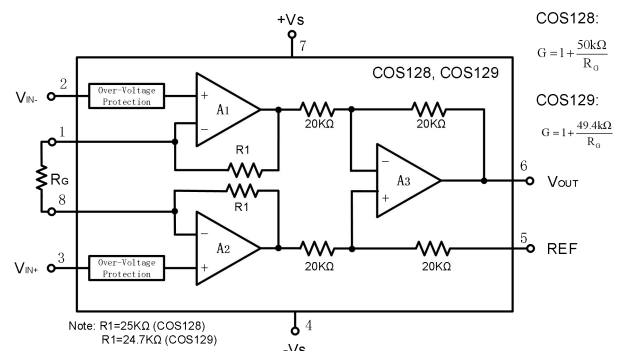 +Vs
7
COS128, COS129
COS128:
G = 1 + 50kΩ / RG
COS129:
G = 1 + 49.4kΩ / RG
2
VIN-
Over-Voltage
Protection
+
A1
−
20KΩ
20KΩ
1
R1
RG
−
A3
+
6
VOUT
8
R1
−
A2
+
20KΩ
20KΩ
5
REF
3
VIN+
Over-Voltage
Protection
4
-Vs
Note: R1=25KΩ (COS128)
R1=24.7KΩ (COS129)